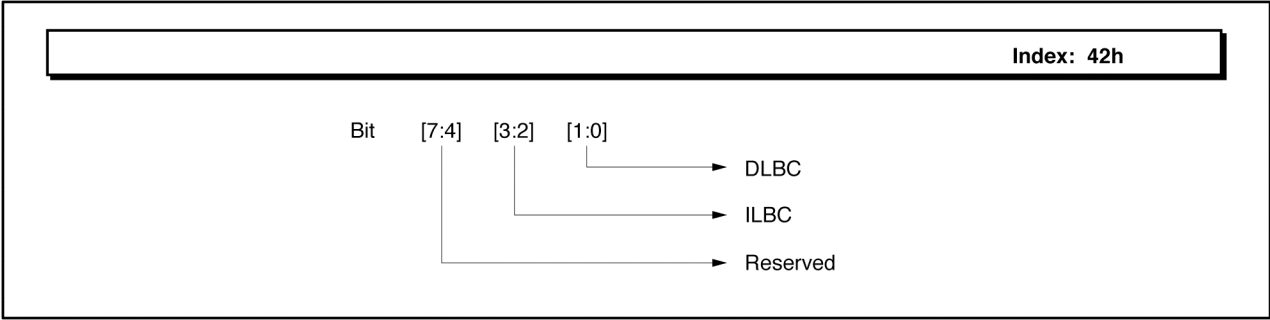 Index: 42h
Bit [7:4] [3:2] [1:0]
DLBC
ILBC
Reserved